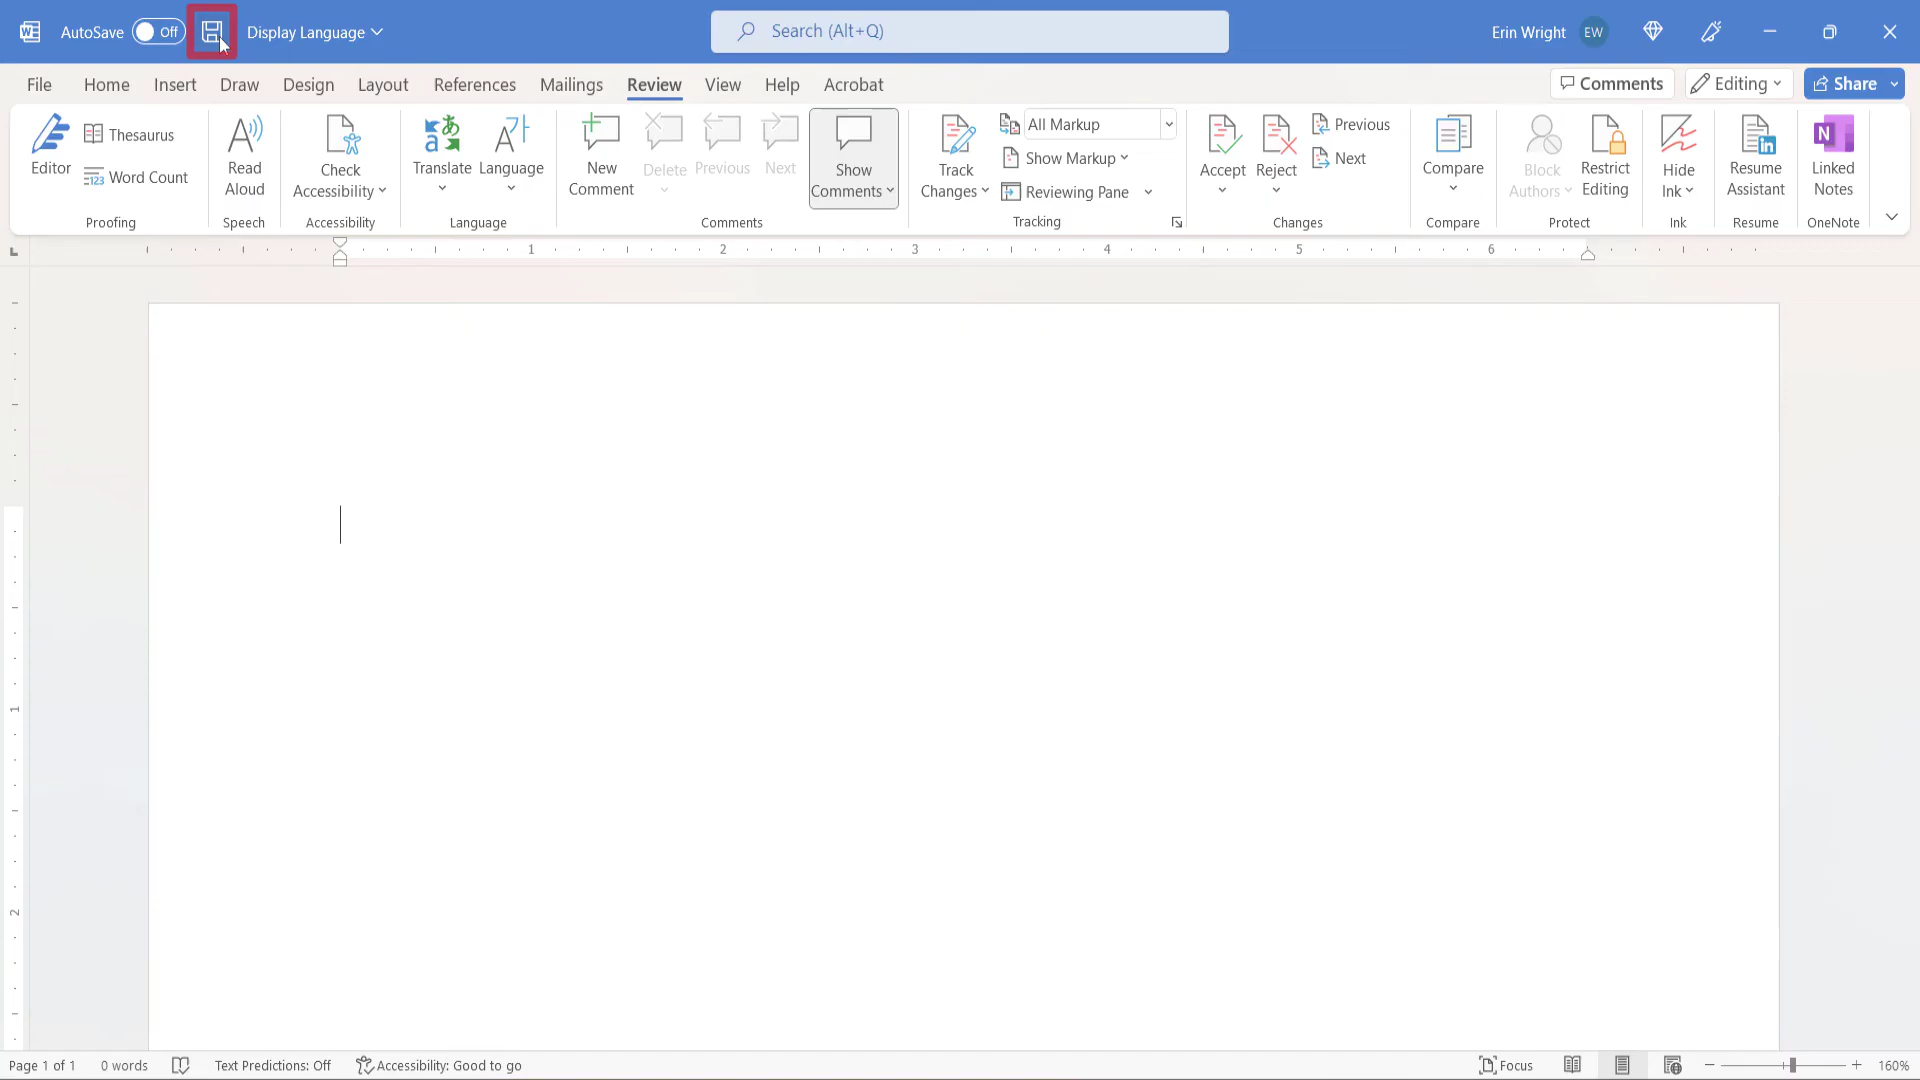 AutoSave Off Display Language Search (Alt+Q) Erin Wright EW
File Home Insert Draw Design Layout References Mailings Review View Help Acrobat Comments Editing Share
Editor
Thesaurus
Word Count
Proofing
Read
Aloud
Speech
Check
Accessibility
Accessibility
Translate
Language
Language
New
Comment
Delete
Previous
Next
Show
Comments
Comments
Track
Changes
All Markup
Show Markup
Reviewing Pane
Tracking
Accept
Reject
Previous
Next
Changes
Compare
Compare
Block
Authors
Restrict
Editing
Protect
Hide
Ink
Ink
Resume
Assistant
Resume
Linked
Notes
OneNote
1 2 3 4 5 6
1
2
Page 1 of 1 0 words Text Predictions: Off Accessibility: Good to go Focus 160%